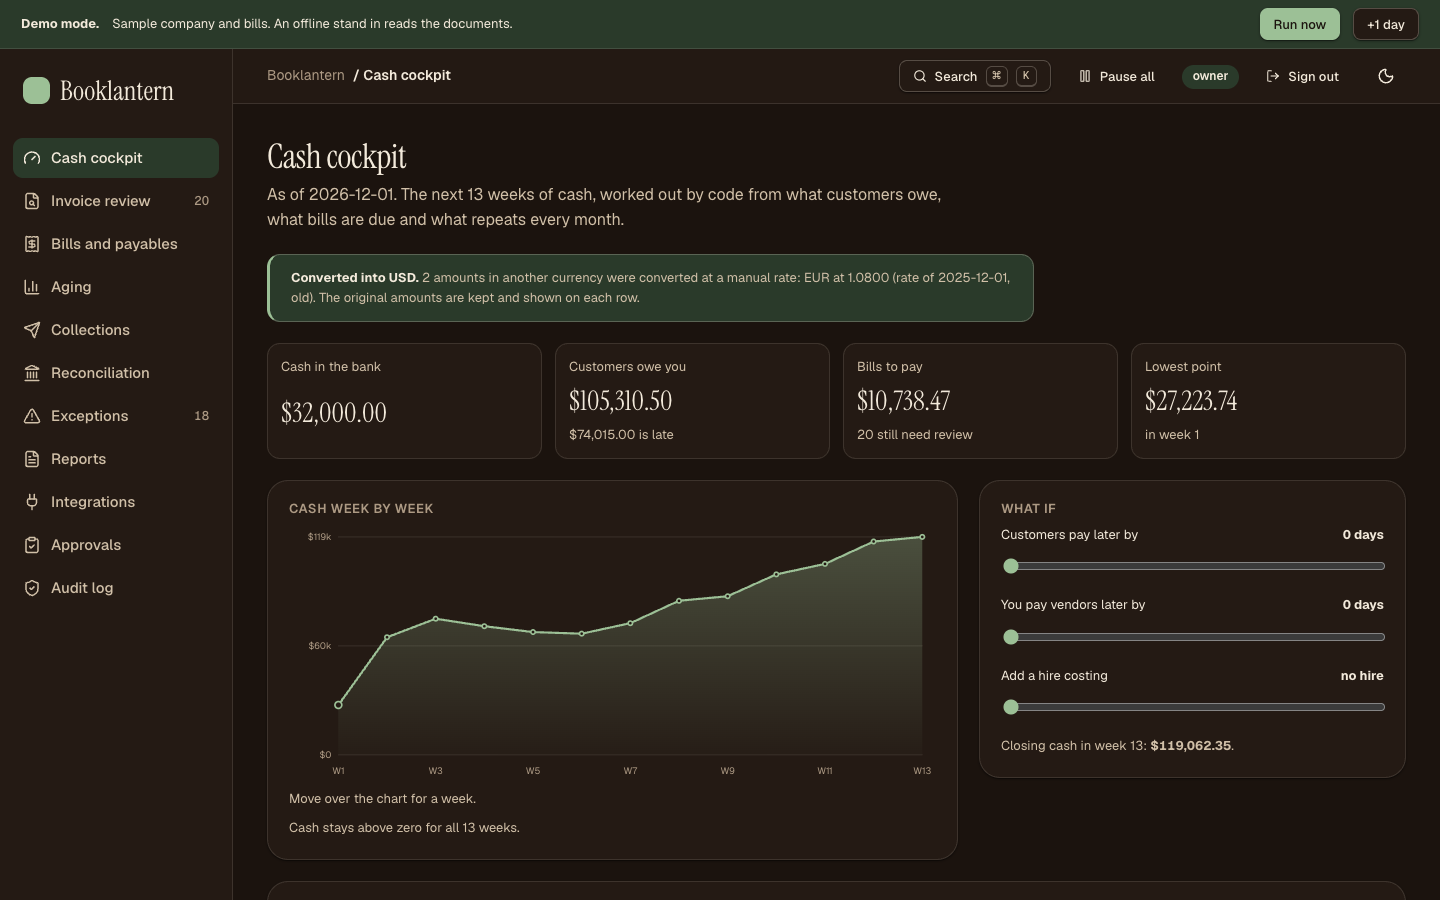 Demo mode. Sample company and bills. An offline stand in reads the documents.
Run now
+1 day
Booklantern
Booklantern / Cash cockpit
Search ⌘ K
Pause all
owner
Sign out
Cash cockpit
Invoice review 20
Bills and payables
Aging
Collections
Reconciliation
Exceptions 18
Reports
Integrations
Approvals
Audit log
Cash cockpit
As of 2026-12-01. The next 13 weeks of cash, worked out by code from what customers owe,
what bills are due and what repeats every month.
Converted into USD. 2 amounts in another currency were converted at a manual rate: EUR at 1.0800 (rate of 2025-12-01,
old). The original amounts are kept and shown on each row.
Cash in the bank
$32,000.00
Customers owe you
$105,310.50
$74,015.00 is late
Bills to pay
$10,738.47
20 still need review
Lowest point
$27,223.74
in week 1
CASH WEEK BY WEEK
$119k
$60k
$0
W1 W3 W5 W7 W9 W11 W13
Move over the chart for a week.
Cash stays above zero for all 13 weeks.
WHAT IF
Customers pay later by 0 days
You pay vendors later by 0 days
Add a hire costing no hire
Closing cash in week 13: $119,062.35.